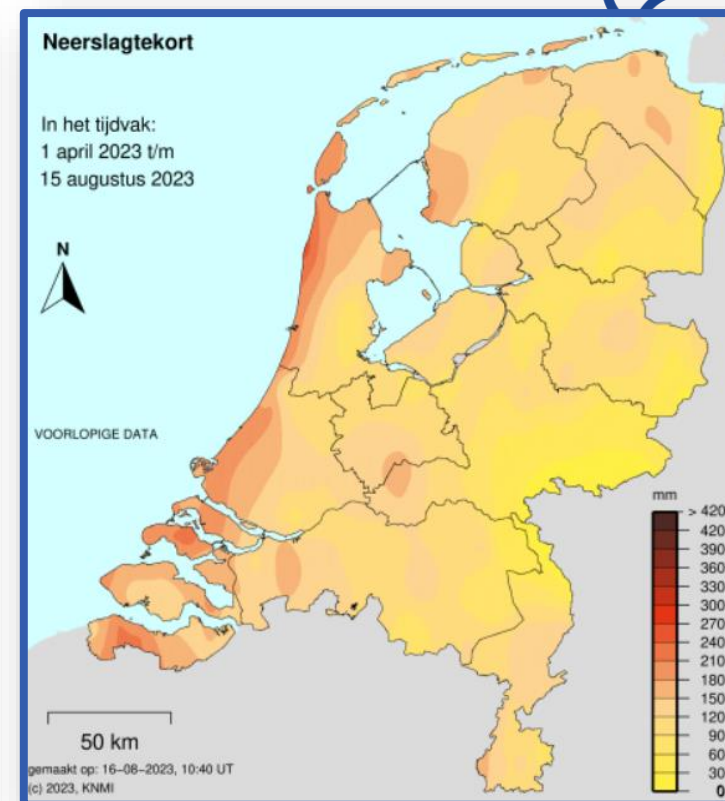 Neerslagtekort
In het tijdvak:
1 april 2023 t/m
15 augustus 2023
N
VOORLOPIGE DATA
mm
> 420
420
390
360
330
300
270
240
210
180
150
120
90
60
30
0
50 km
gemaakt op: 16-08-2023, 10:40 UT
(c) 2023, KNMI